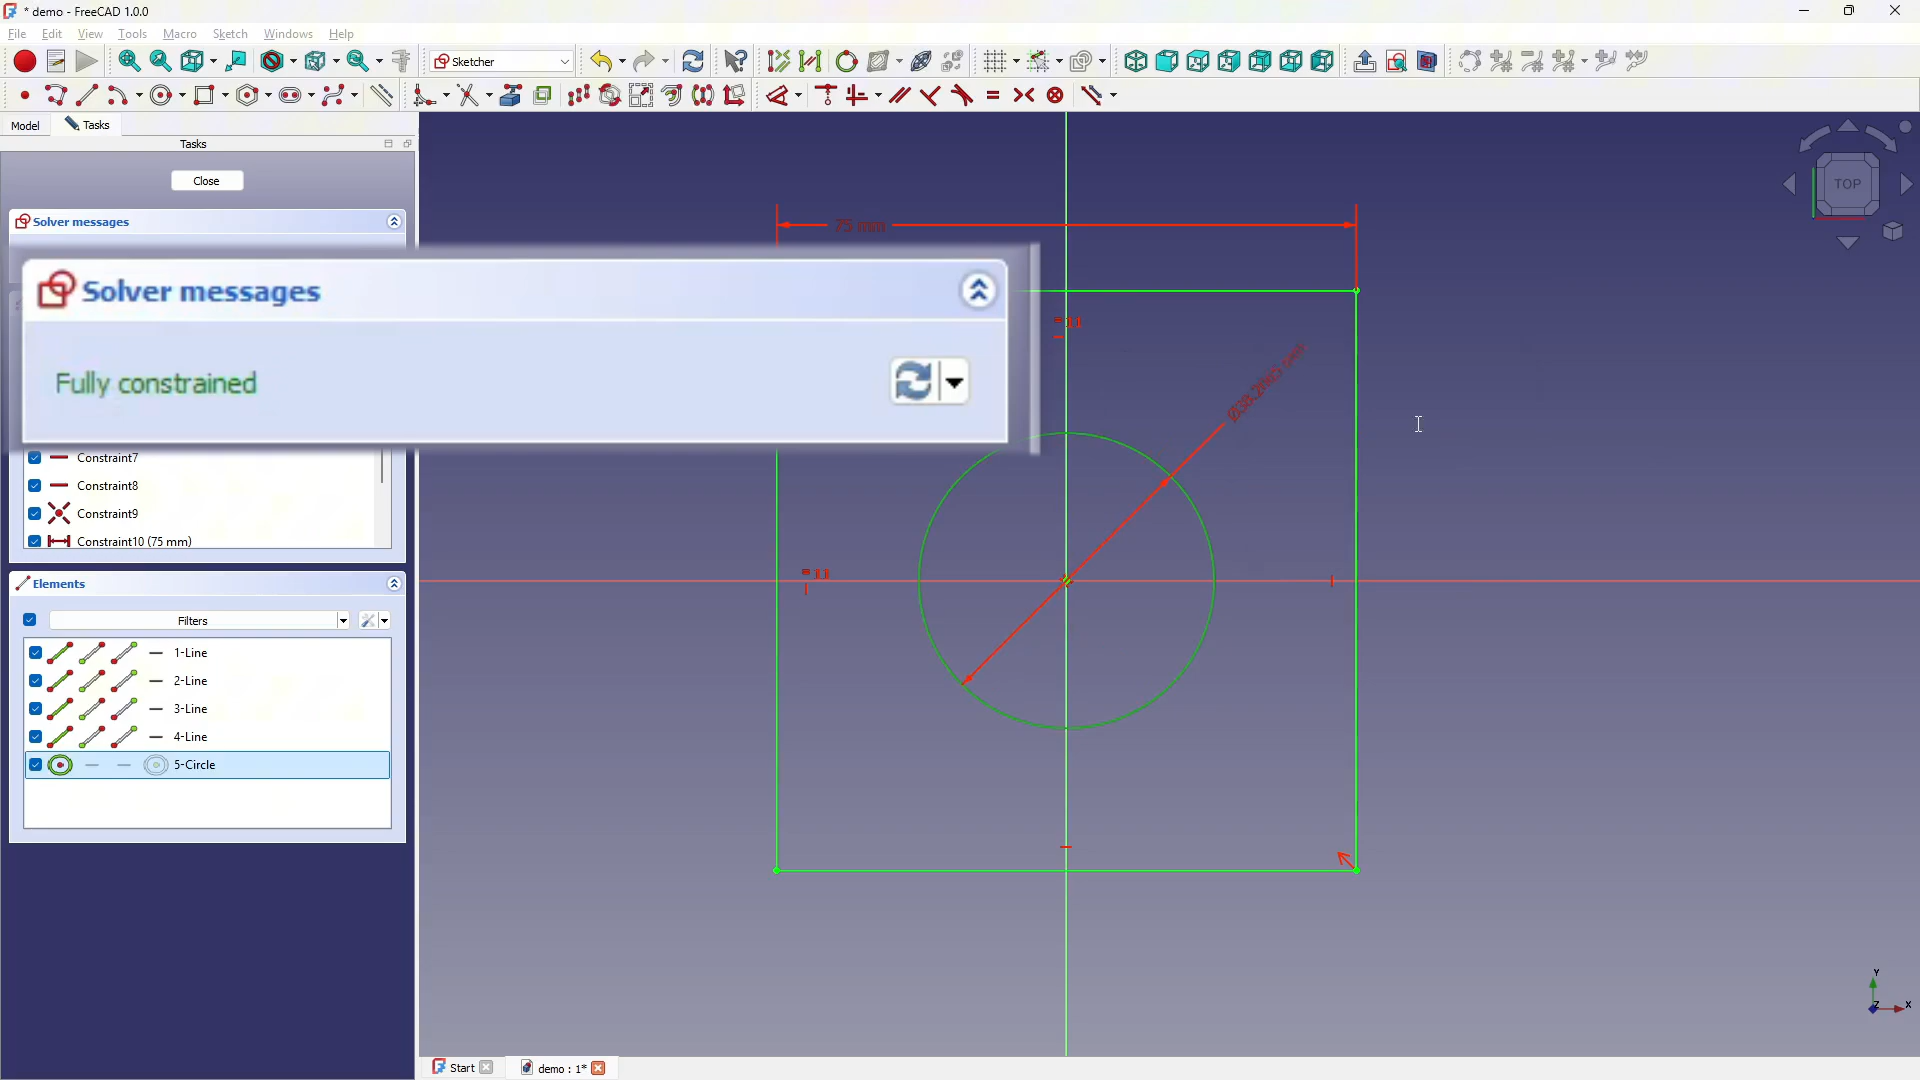 * demo - FreeCAD 1.0.0
File Edit View Tools Macro Sketch Windows Help
Sketcher
Model Tasks
Tasks
Close
Solver messages
Solver messages
Fully constrained
Constraint7
Constraint8
Constraint9
Constraint10 (75 mm)
Elements
Filters
1-Line
2-Line
3-Line
4-Line
5-Circle
75 mm
= 11
= 11
TOP
Y
Z
X
Start
demo : 1*